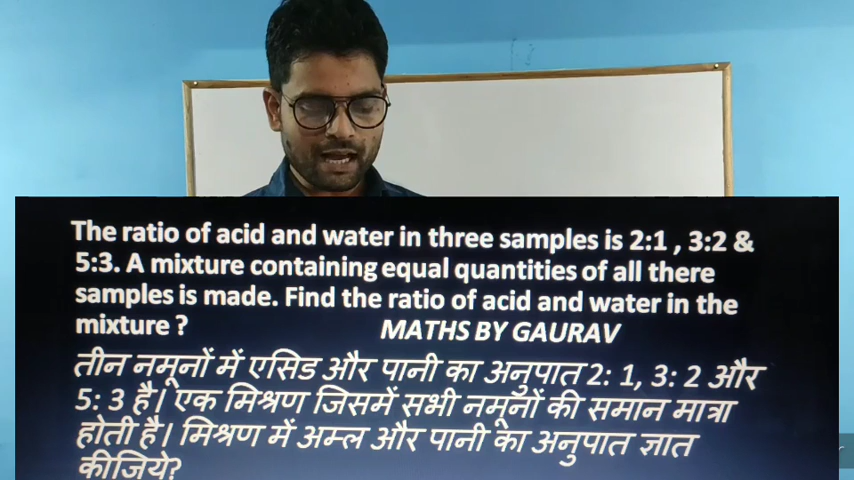 The ratio of acid and water in three samples is 2:1 , 3:2 &
5:3. A mixture containing equal quantities of all there
samples is made. Find the ratio of acid and water in the
mixture ? MATHS BY GAURAV
तीन नमूनों में एसिड और पानी का अनुपात 2: 1, 3: 2 और
5: 3 है। एक मिश्रण जिसमें सभी नमूनों की समान मात्रा
होती है। मिश्रण में अम्ल और पानी का अनुपात ज्ञात
कीजिये?